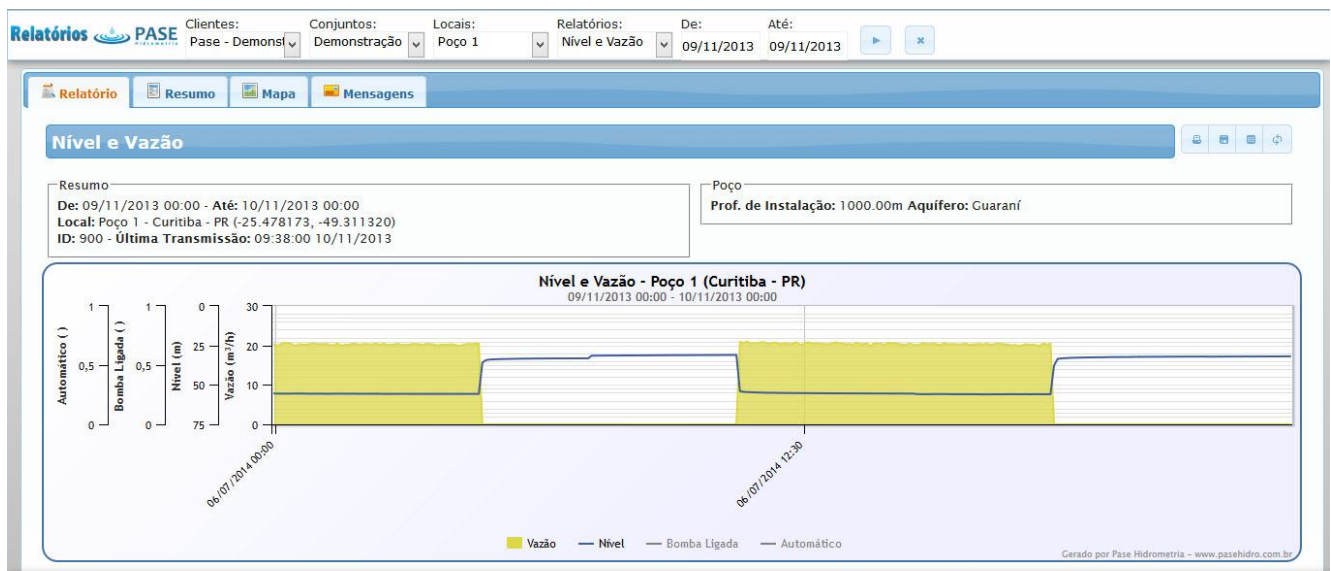 Relatórios PASE Hidrometria
Clientes: Conjuntos: Locais: Relatórios: De: Até:
Pase - Demonst Demonstração Poço 1 Nível e Vazão 09/11/2013 09/11/2013
Relatório Resumo Mapa Mensagens
Nível e Vazão
Resumo
De: 09/11/2013 00:00 - Até: 10/11/2013 00:00
Local: Poço 1 - Curitiba - PR (-25.478173, -49.311320)
ID: 900 - Última Transmissão: 09:38:00 10/11/2013
Poço
Prof. de Instalação: 1000.00m Aquífero: Guaraní
Nível e Vazão - Poço 1 (Curitiba - PR)
09/11/2013 00:00 - 10/11/2013 00:00
Automático ( )
1
0,5
0
Bomba Ligada ( )
1
0,5
0
Nível (m)
0
25
50
75
Vazão (m³/h)
30
20
10
0
06/07/2014 00:00
06/07/2014 12:30
Vazão Nível Bomba Ligada Automático
Gerado por Pase Hidrometria - www.pasehidro.com.br